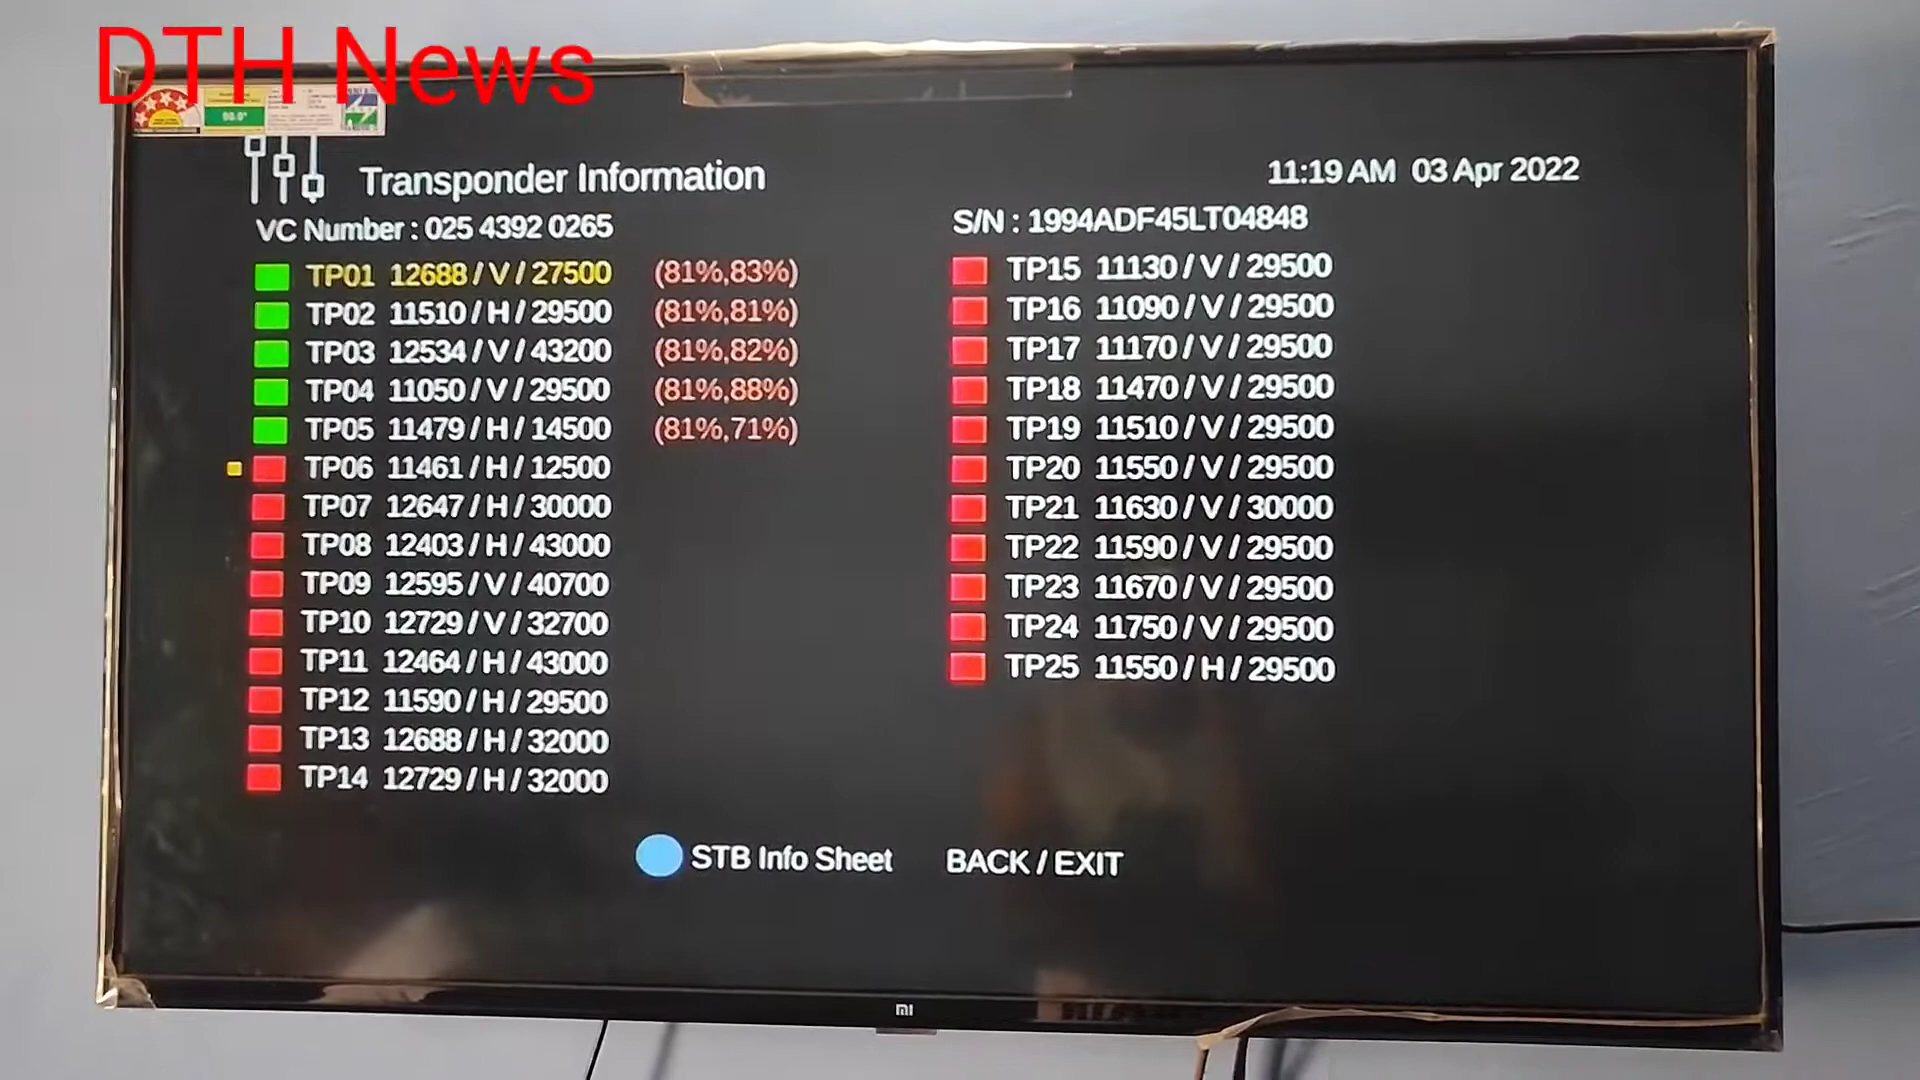 DTH News
Transponder Information
11:19 AM 03 Apr 2022
VC Number : 025 4392 0265
S/N : 1994ADF45LT04848
TP01 12688 / V / 27500 (81%,83%)
TP02 11510 / H / 29500 (81%,81%)
TP03 12534 / V / 43200 (81%,82%)
TP04 11050 / V / 29500 (81%,88%)
TP05 11479 / H / 14500 (81%,71%)
TP06 11461 / H / 12500
TP07 12647 / H / 30000
TP08 12403 / H / 43000
TP09 12595 / V / 40700
TP10 12729 / V / 32700
TP11 12464 / H / 43000
TP12 11590 / H / 29500
TP13 12688 / H / 32000
TP14 12729 / H / 32000
TP15 11130 / V / 29500
TP16 11090 / V / 29500
TP17 11170 / V / 29500
TP18 11470 / V / 29500
TP19 11510 / V / 29500
TP20 11550 / V / 29500
TP21 11630 / V / 30000
TP22 11590 / V / 29500
TP23 11670 / V / 29500
TP24 11750 / V / 29500
TP25 11550 / H / 29500
STB Info Sheet BACK / EXIT
mi